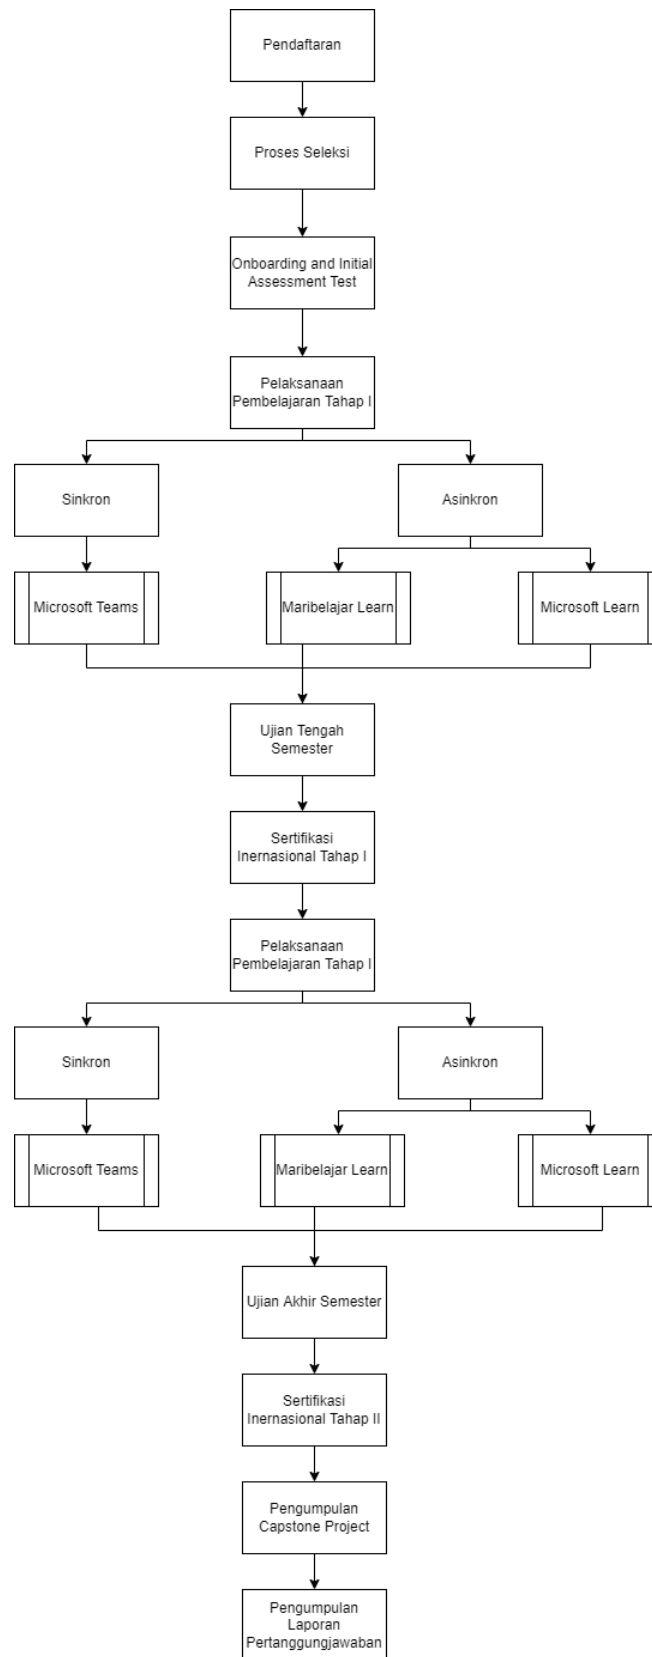 Pendaftaran
Proses Seleksi
Onboarding and Initial
Assessment Test
Pelaksanaan
Pembelajaran Tahap I
Sinkron
Asinkron
Microsoft Teams
Maribelajar Learn
Microsoft Learn
Ujian Tengah
Semester
Sertifikasi
Inernasional Tahap I
Pelaksanaan
Pembelajaran Tahap I
Sinkron
Asinkron
Microsoft Teams
Maribelajar Learn
Microsoft Learn
Ujian Akhir Semester
Sertifikasi
Inernasional Tahap II
Pengumpulan
Capstone Project
Pengumpulan
Laporan
Pertanggungjawaban